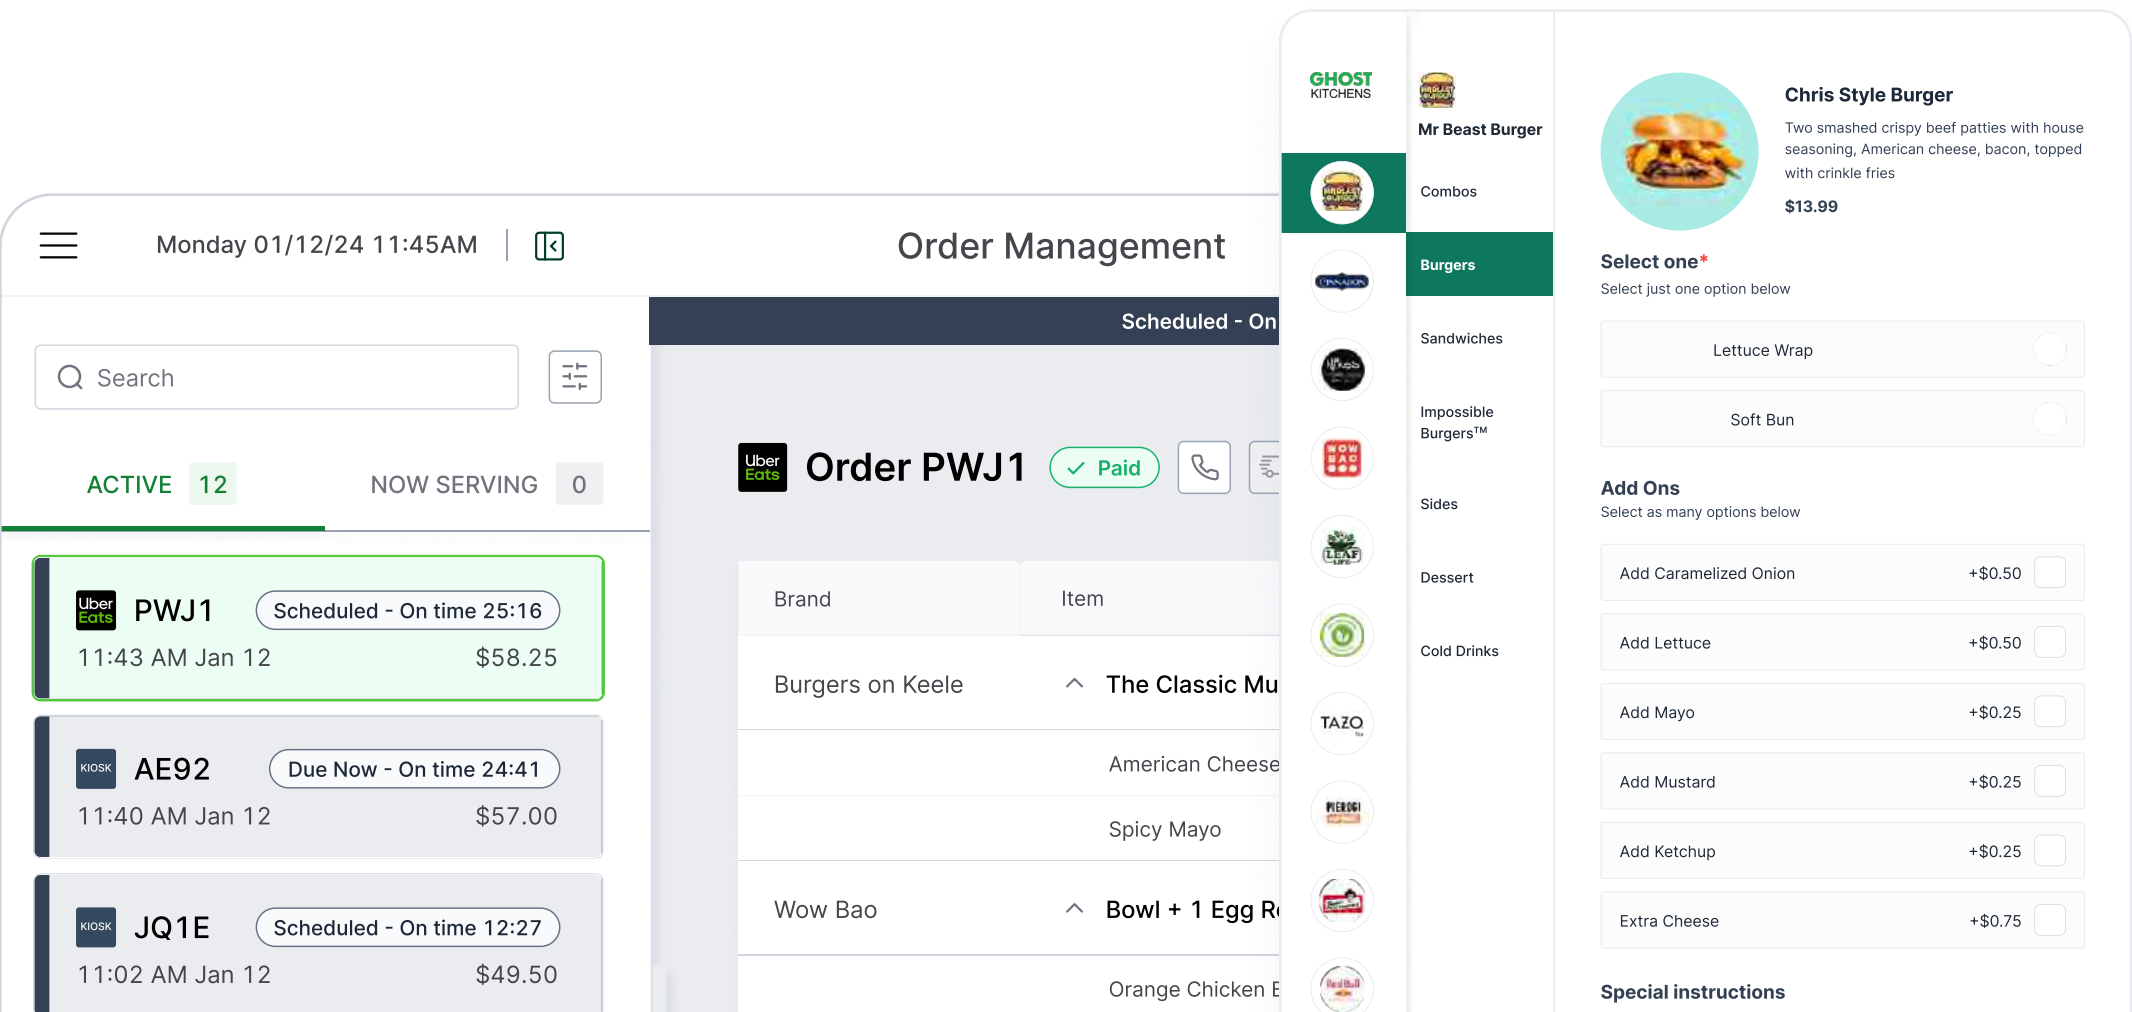 Monday 01/12/24 11:45AM
Order Management
Search
ACTIVE 12
NOW SERVING 0
Uber Eats
PWJ1
Scheduled - On time 25:16
11:43 AM Jan 12
$58.25
KIOSK
AE92
Due Now - On time 24:41
11:40 AM Jan 12
$57.00
KIOSK
JQ1E
Scheduled - On time 12:27
11:02 AM Jan 12
$49.50
Scheduled - On
Uber Eats
Order PWJ1
Paid
Brand
Item
Burgers on Keele
The Classic Mu
American Cheese
Spicy Mayo
Wow Bao
Bowl + 1 Egg R
Orange Chicken
GHOST
KITCHENS
WOW
BAO
LEAF
LIFE
TAZO
PIEROGI
Mr Beast Burger
Combos
Burgers
Sandwiches
Impossible
Burgers™
Sides
Dessert
Cold Drinks
Chris Style Burger
Two smashed crispy beef patties with house
seasoning, American cheese, bacon, topped
with crinkle fries
$13.99
Select one*
Select just one option below
Lettuce Wrap
Soft Bun
Add Ons
Select as many options below
Add Caramelized Onion +$0.50
Add Lettuce +$0.50
Add Mayo +$0.25
Add Mustard +$0.25
Add Ketchup +$0.25
Extra Cheese +$0.75
Special instructions